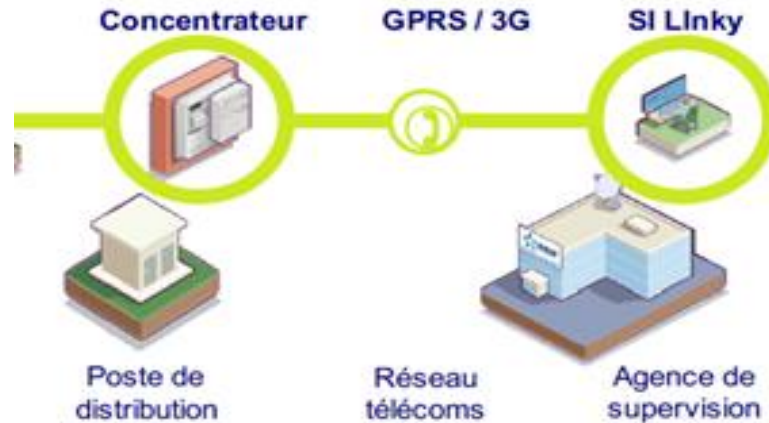 Concentrateur
GPRS / 3G
SI LInky
Poste de
distribution
Réseau
télécoms
Agence de
supervision